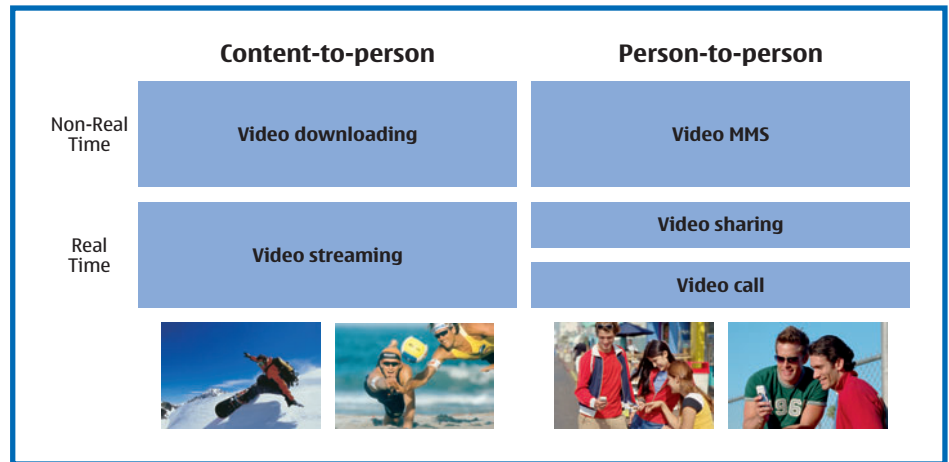 Content-to-person Person-to-person
Non-Real
Time
Video downloading
Video MMS
Real
Time
Video streaming
Video sharing
Video call
96